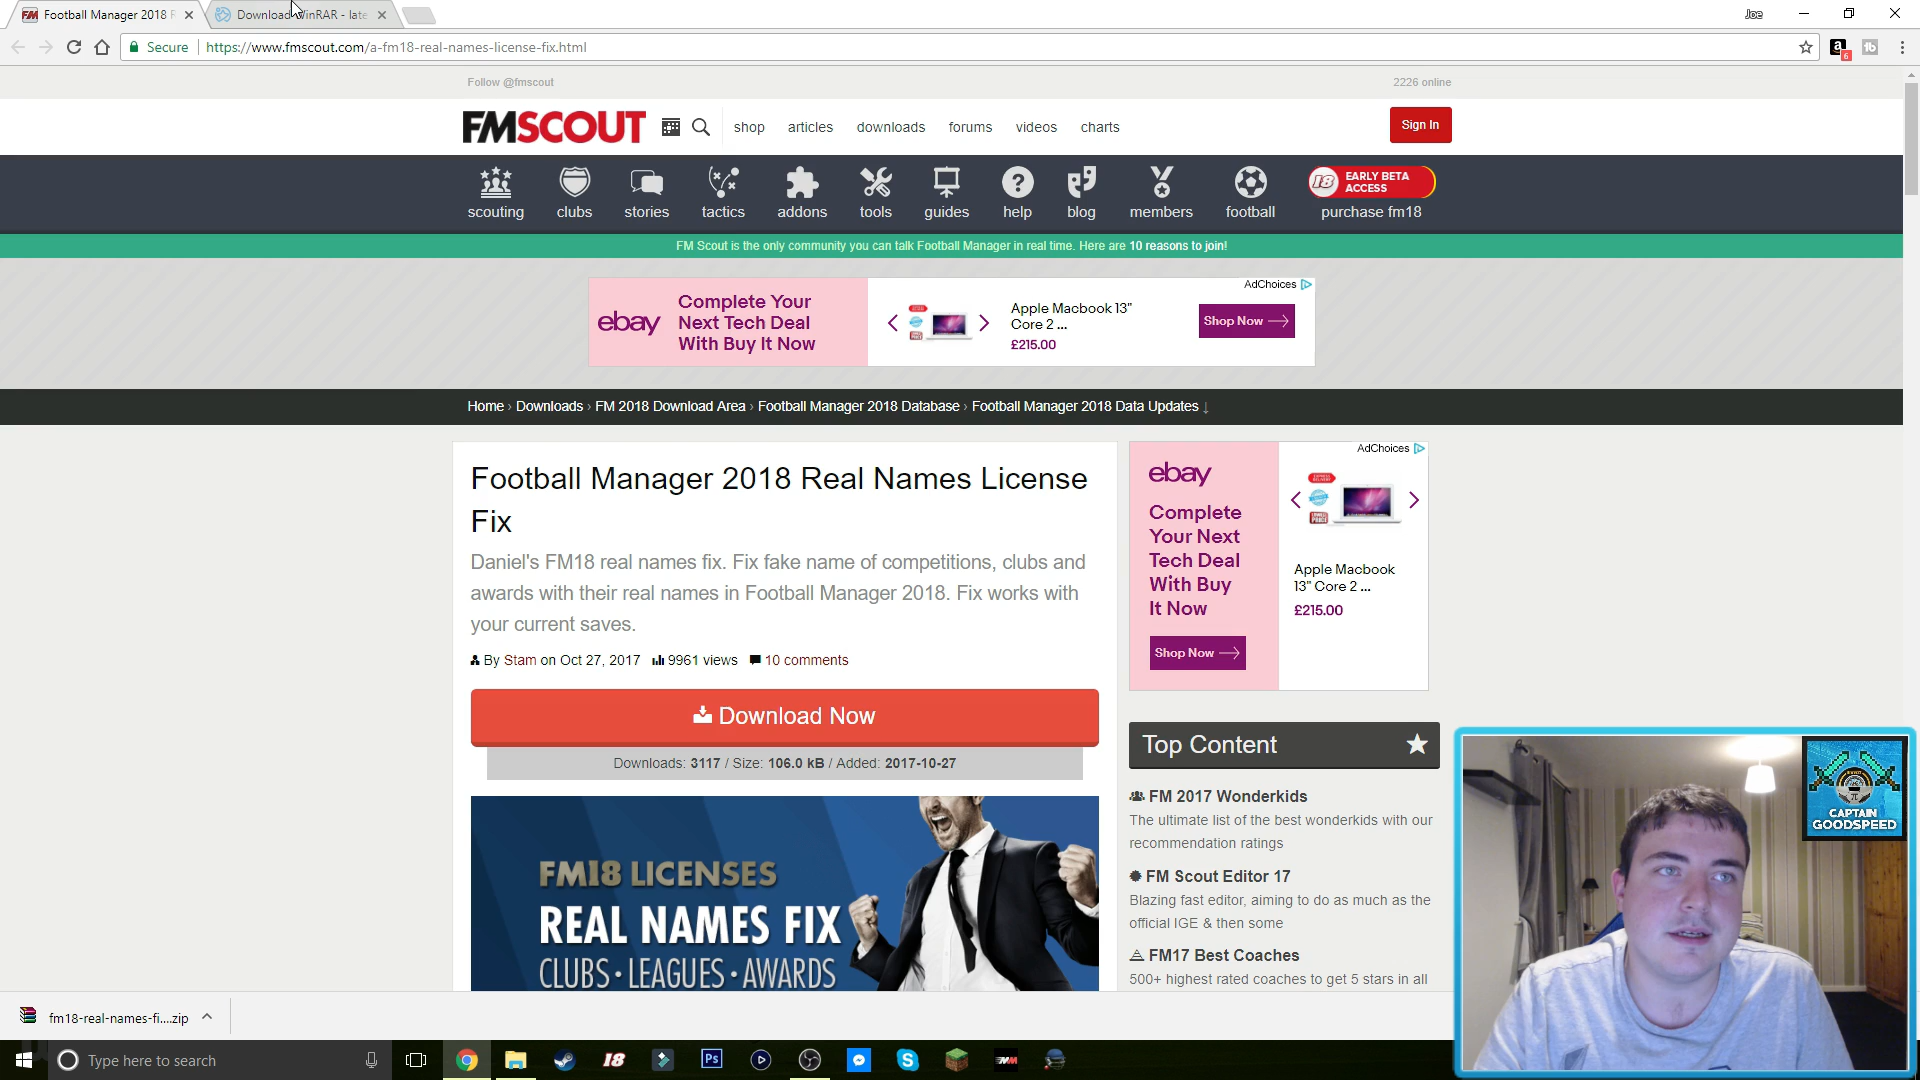 Football Manager 2018 R
Download WinRAR - late
Joe
Secure
https://www.fmscout.com/a-fm18-real-names-license-fix.html
6
Follow @fmscout
2226 online
FMSCOUT
shop
articles
downloads
forums
videos
charts
Sign In
scouting
clubs
stories
tactics
addons
tools
guides
help
blog
members
football
18
EARLY BETA
ACCESS
purchase fm18
FM Scout is the only community you can talk Football Manager in real time. Here are 10 reasons to join!
AdChoices
ebay
Complete Your
Next Tech Deal
With Buy It Now
Apple Macbook 13"
Core 2 ...
£215.00
Shop Now
Home › Downloads › FM 2018 Download Area › Football Manager 2018 Database › Football Manager 2018 Data Updates ↓
Football Manager 2018 Real Names License
Fix
Daniel's FM18 real names fix. Fix fake name of competitions, clubs and
awards with their real names in Football Manager 2018. Fix works with
your current saves.
By Stam on Oct 27, 2017 9961 views 10 comments
Download Now
Downloads: 3117 / Size: 106.0 kB / Added: 2017-10-27
FM18 LICENSES
REAL NAMES FIX
CLUBS · LEAGUES · AWARDS
AdChoices
ebay
Complete
Your Next
Tech Deal
With Buy
It Now
Shop Now
Apple Macbook
13" Core 2 ...
£215.00
Top Content
FM 2017 Wonderkids
The ultimate list of the best wonderkids with our
recommendation ratings
FM Scout Editor 17
Blazing fast editor, aiming to do as much as the
official IGE & then some
FM17 Best Coaches
500+ highest rated coaches to get 5 stars in all
CAPTAIN
GOODSPEED
fm18-real-names-fi....zip
Type here to search
18
Ps